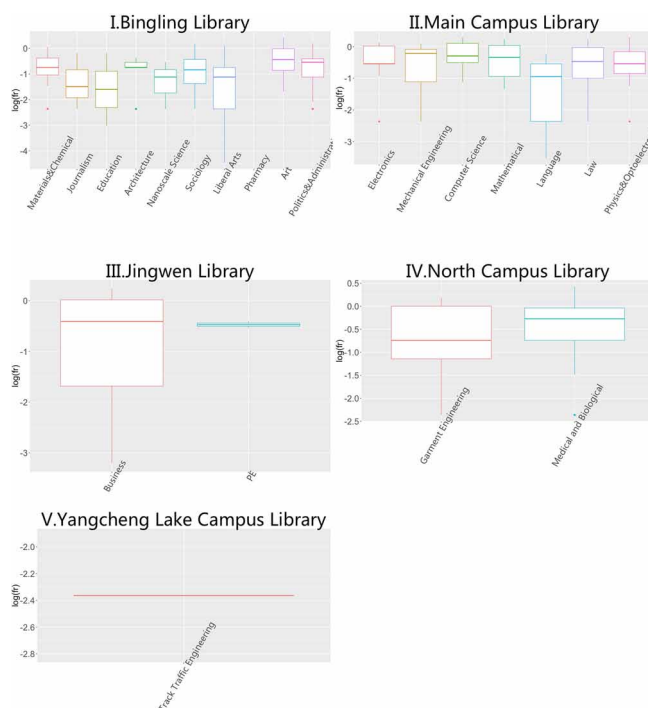 I.Bingling Library
0
-1
-2
-3
-4
log(fr)
Materials&Chemical
Journalism
Education
Architecture
Nanoscale Science
Sociology
Liberal Arts
Pharmacy
Art
Politics&Administrat
II.Main Campus Library
0
-1
-2
-3
log(fr)
Electronics
Mechanical Engineering
Computer Science
Mathematical
Language
Law
Physics&Optoelectro
III.Jingwen Library
0
-1
-2
-3
log(fr)
Business
PE
IV.North Campus Library
0.5
0.0
-0.5
-1.0
-1.5
-2.0
-2.5
log(fr)
Garment Engineering
Medical and Biological
V.Yangcheng Lake Campus Library
-2.0
-2.2
-2.4
-2.6
-2.8
log(fr)
Track Traffic Engineering